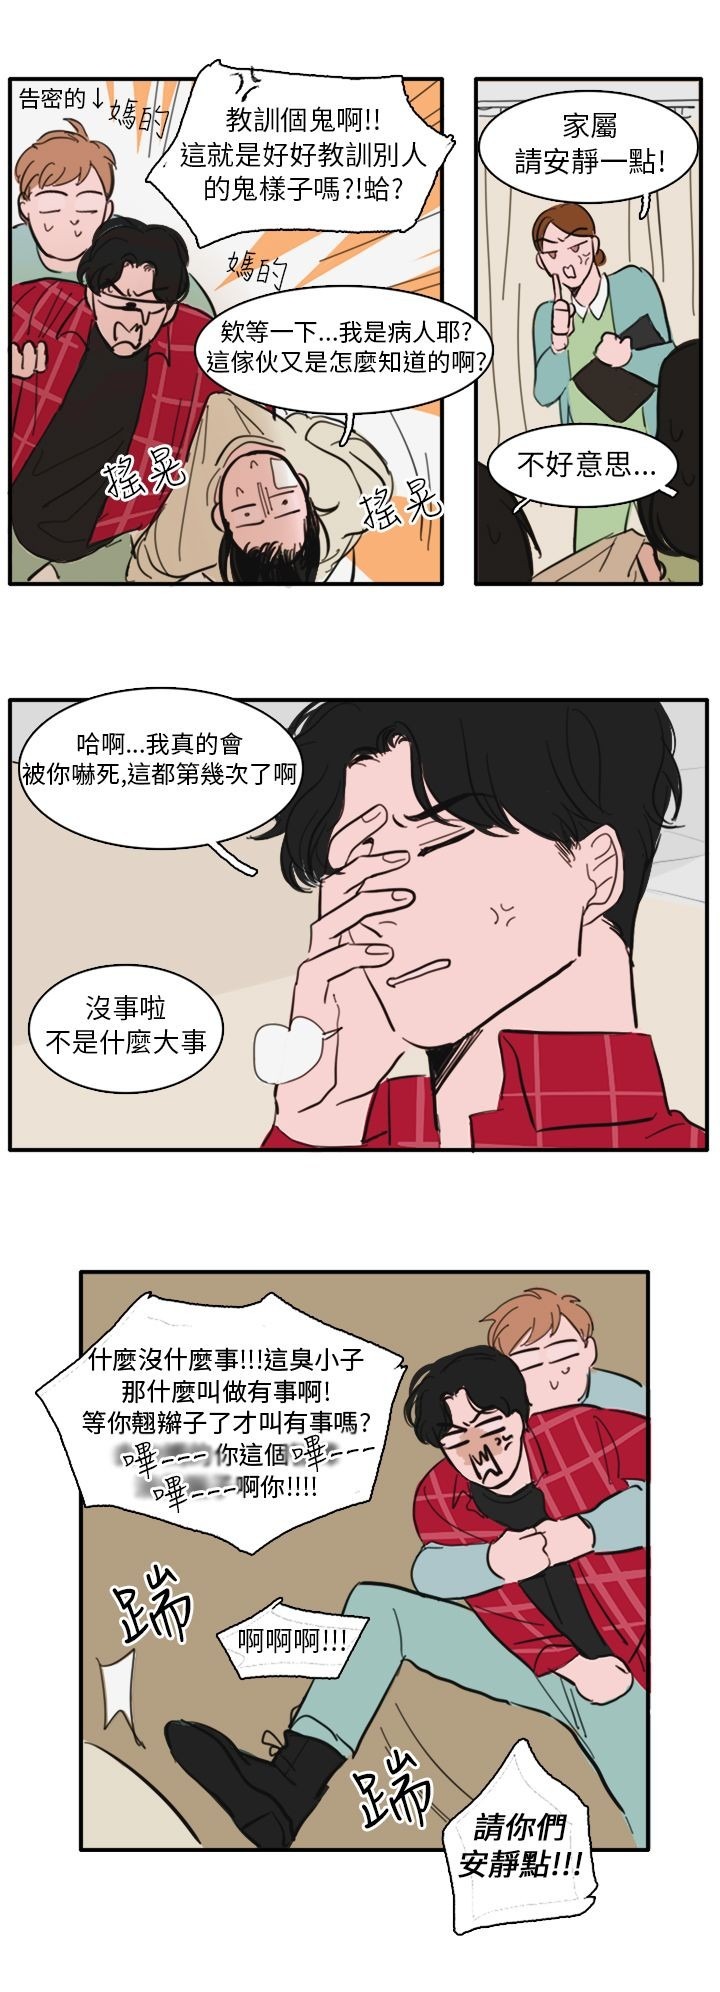 告密的↓
媽的
教訓個鬼啊!!
這就是好好教訓別人
的鬼樣子嗎?!蛤?
媽的
欸等一下...我是病人耶?
這傢伙又是怎麼知道的啊?
搖晃
搖晃
家屬
請安靜一點!
不好意思...
哈啊...我真的會
被你嚇死,這都第幾次了啊
沒事啦
不是什麼大事
什麼沒什麼事!!!這臭小子
那什麼叫做有事啊!
等你翹辮子了才叫有事嗎?
嗶---你這個嗶---
嗶---啊你!!!!
踹
啊啊啊!!!
踹
請你們
安靜點!!!